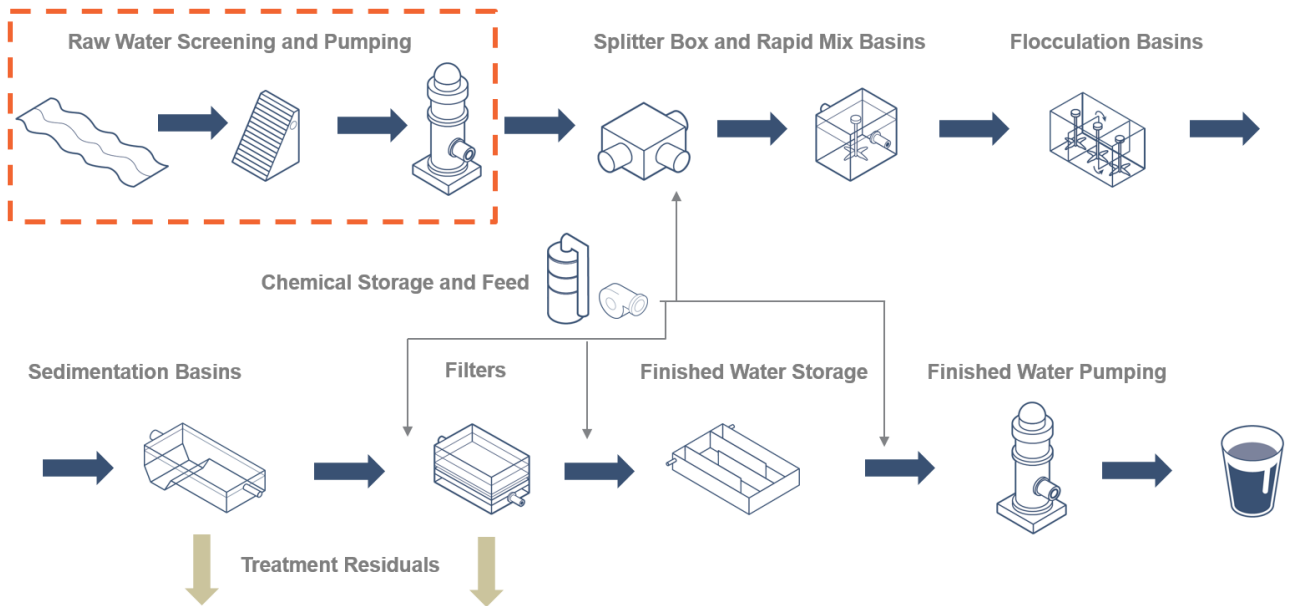 Raw Water Screening and Pumping
Splitter Box and Rapid Mix Basins
Flocculation Basins
Chemical Storage and Feed
Sedimentation Basins
Filters
Finished Water Storage
Finished Water Pumping
Treatment Residuals